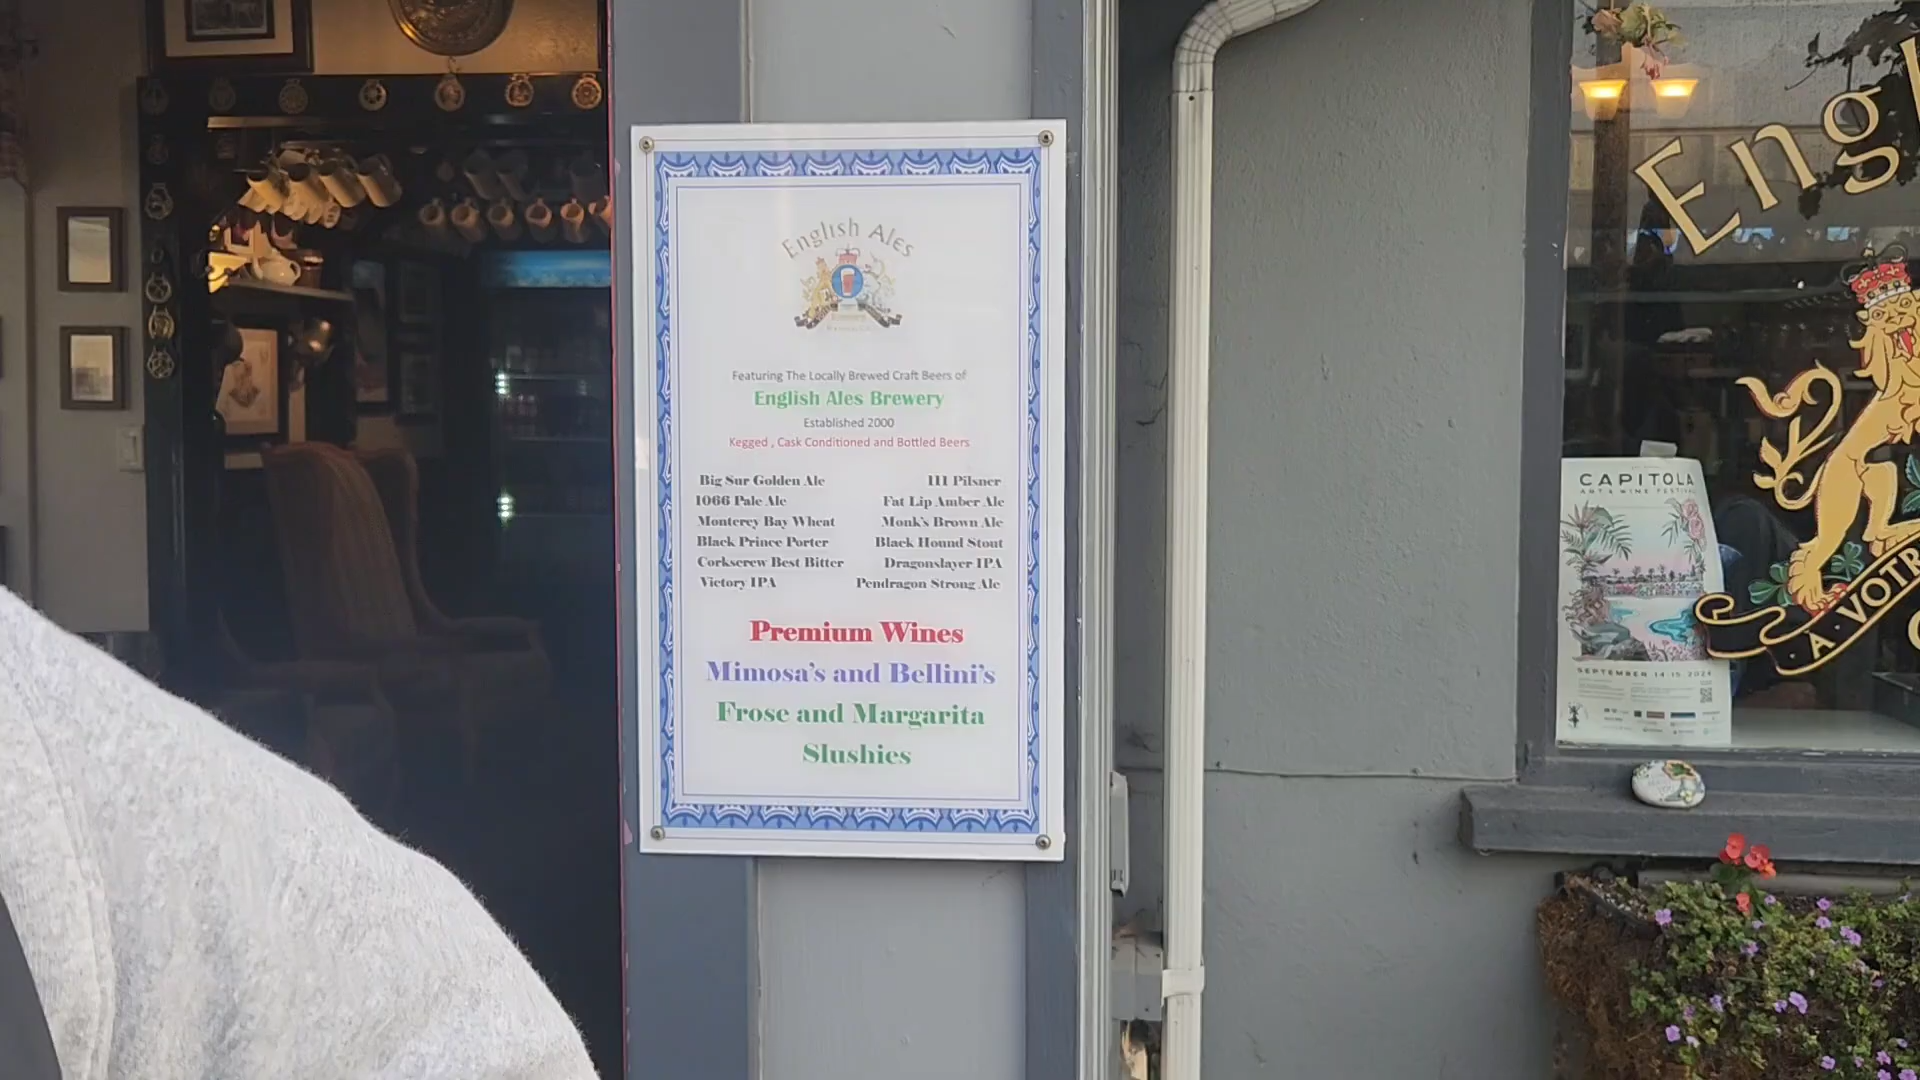 English Ales
Featuring The Locally Brewed Craft Beers of
English Ales Brewery
Established 2000
Kegged , Cask Conditioned and Bottled Beers
Big Sur Golden Ale 111 Pilsner
1066 Pale Ale Fat Lip Amber Ale
Monterey Bay Wheat Monk's Brown Ale
Black Prince Porter Black Hound Stout
Corkscrew Best Bitter Dragonslayer IPA
Victory IPA Pendragon Strong Ale
Premium Wines
Mimosa's and Bellini's
Frose and Margarita
Slushies
Engl
A · VOTR
CAPITOLA
ART & WINE FESTIVAL
SEPTEMBER 14-15, 2024